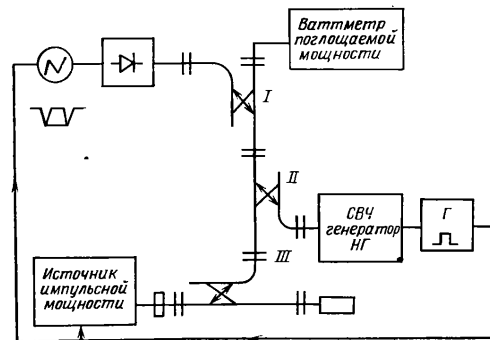 Ваттметр
поглощаемой
мощности
I
II
СВЧ
генератор
НГ
Г
III
Источник
импульсной
мощности